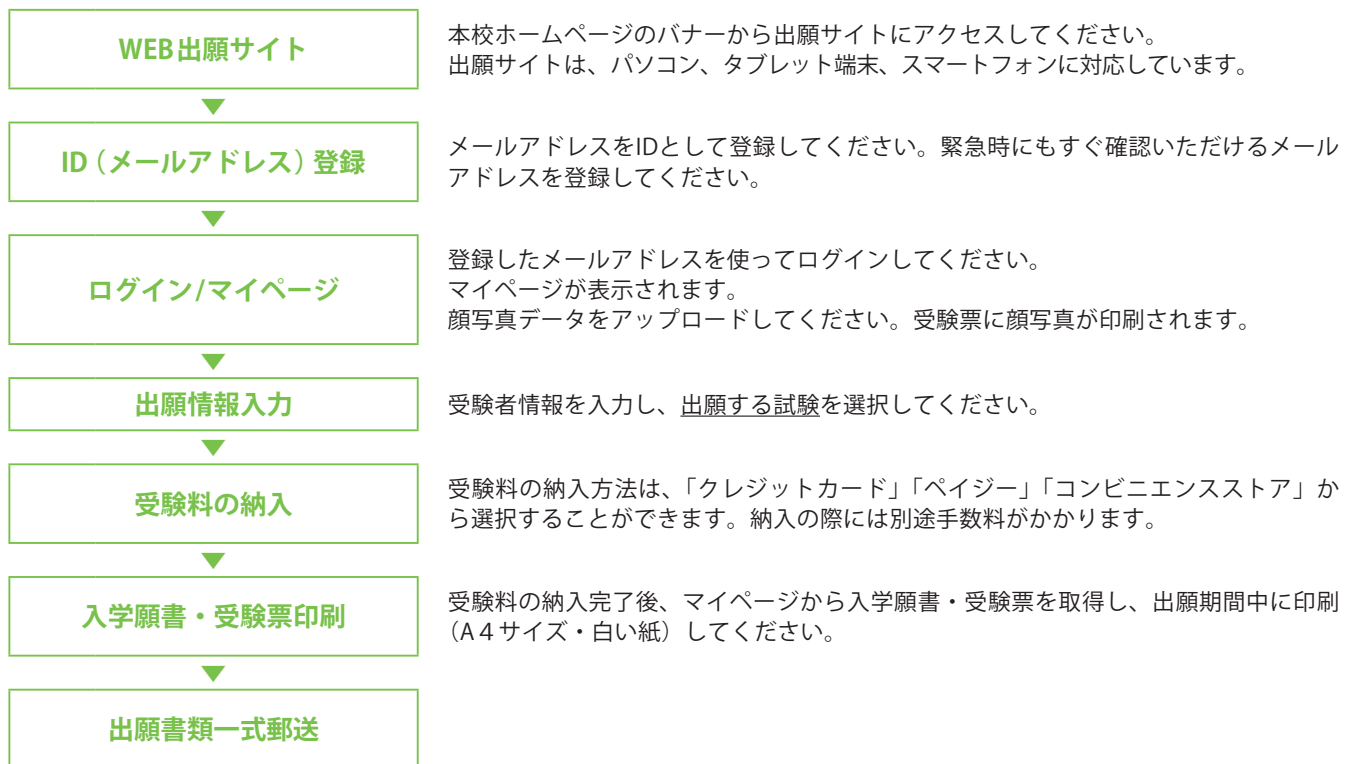 WEB出願サイト
本校ホームページのバナーから出願サイトにアクセスしてください。
出願サイトは、パソコン、タブレット端末、スマートフォンに対応しています。
ID(メールアドレス)登録
メールアドレスをIDとして登録してください。緊急時にもすぐ確認いただけるメール
アドレスを登録してください。
ログイン/マイページ
登録したメールアドレスを使ってログインしてください。
マイページが表示されます。
顔写真データをアップロードしてください。受験票に顔写真が印刷されます。
出願情報入力
受験者情報を入力し、出願する試験を選択してください。
受験料の納入
受験料の納入方法は、「クレジットカード」「ペイジー」「コンビニエンスストア」か
ら選択することができます。納入の際には別途手数料がかかります。
入学願書・受験票印刷
受験料の納入完了後、マイページから入学願書・受験票を取得し、出願期間中に印刷
(A4サイズ・白い紙)してください。
出願書類一式郵送